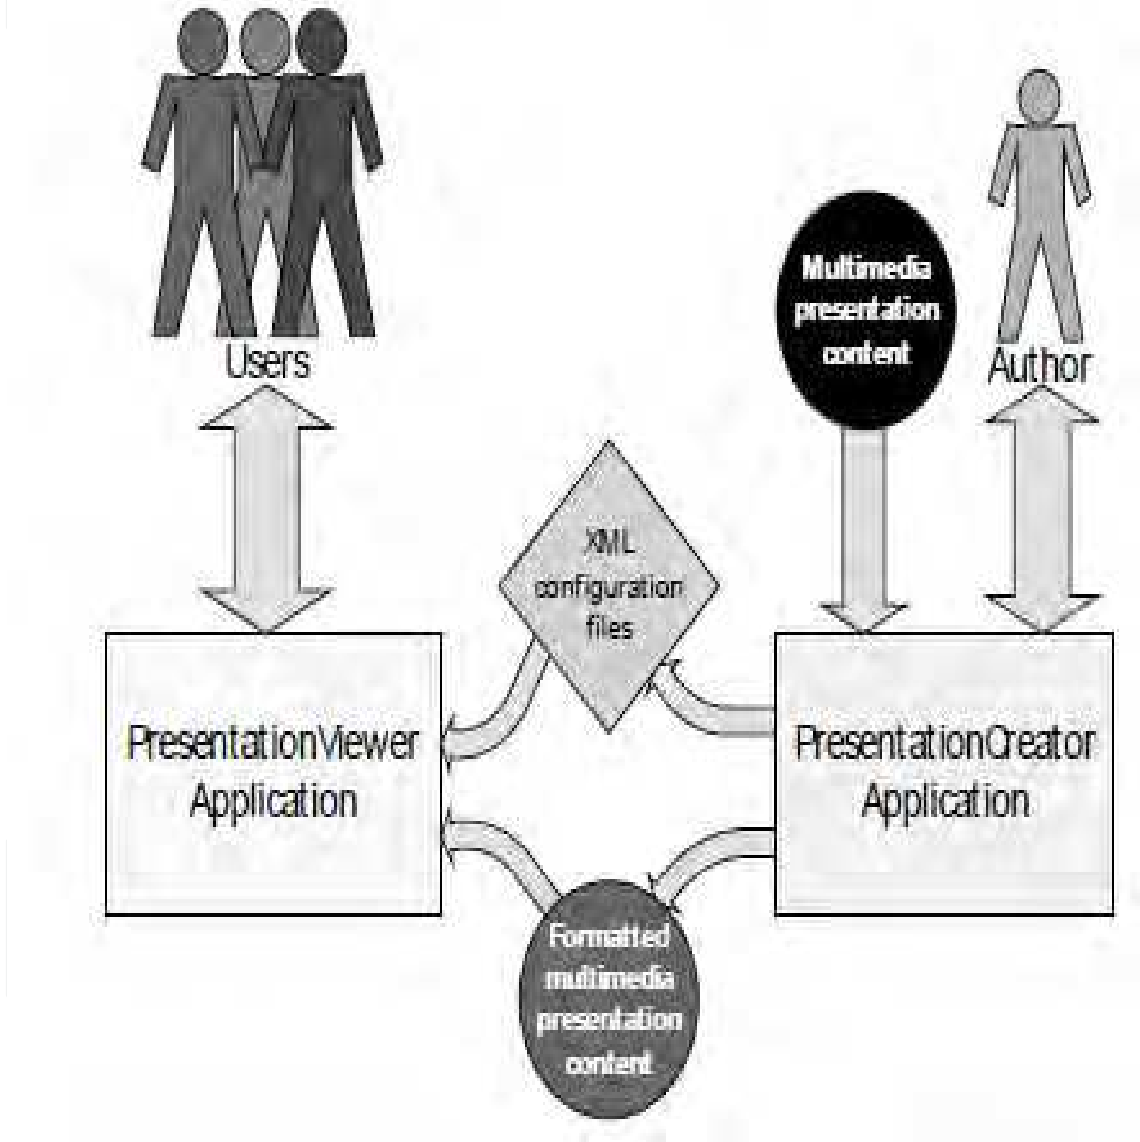 Users
Multimedia
presentation
content
Author
XML
configuration
files
PresentationViewer
Application
PresentationCreator
Application
Formatted
multimedia
presentation
content